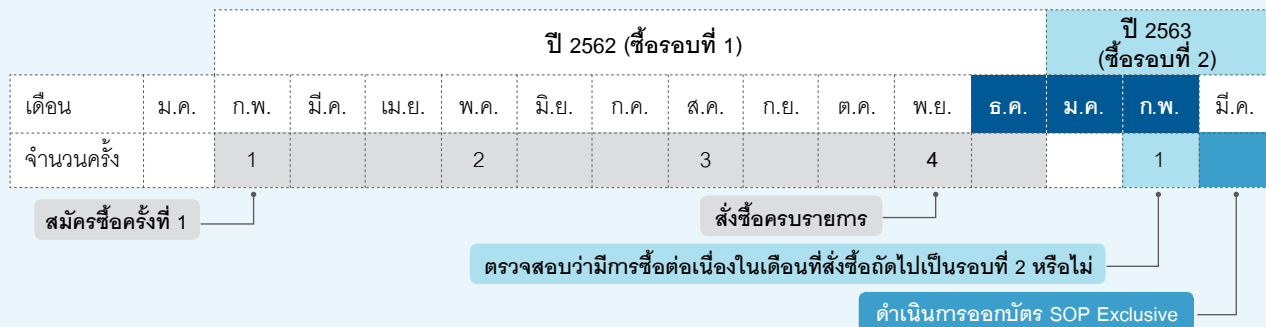 ปี 2562 (ซื้อรอบที่ 1)
ปี 2563
(ซื้อรอบที่ 2)
เดือน ม.ค. ก.พ. มี.ค. เม.ย. พ.ค. มิ.ย. ก.ค. ส.ค. ก.ย. ต.ค. พ.ย. ธ.ค. ม.ค. ก.พ. มี.ค.
จำนวนครั้ง 1 2 3 4 1
สมัครซื้อครั้งที่ 1
สั่งซื้อครบรายการ
ตรวจสอบว่ามีการซื้อต่อเนื่องในเดือนที่สั่งซื้อถัดไปเป็นรอบที่ 2 หรือไม่
ดำเนินการออกบัตร SOP Exclusive